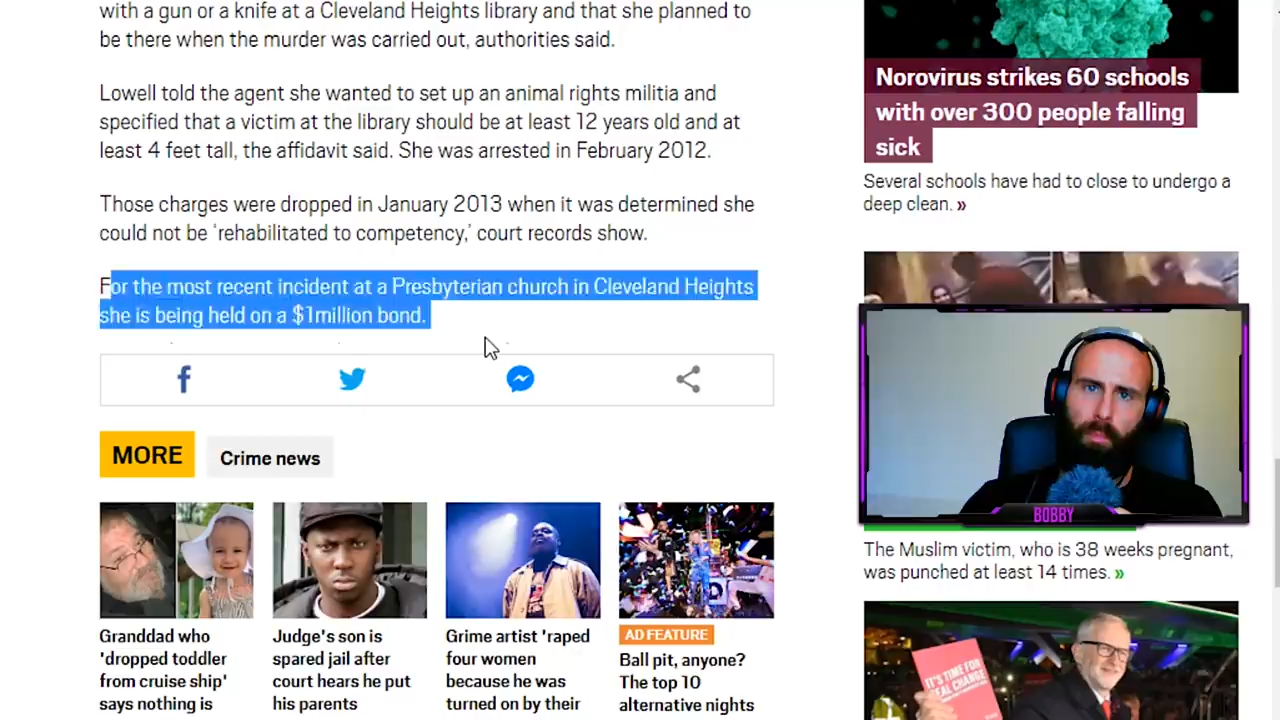 with a gun or a knife at a Cleveland Heights library and that she planned to
be there when the murder was carried out, authorities said.
Lowell told the agent she wanted to set up an animal rights militia and
specified that a victim at the library should be at least 12 years old and at
least 4 feet tall, the affidavit said. She was arrested in February 2012.
Those charges were dropped in January 2013 when it was determined she
could not be 'rehabilitated to competency,' court records show.
For the most recent incident at a Presbyterian church in Cleveland Heights
she is being held on a $1million bond.
MORE
Crime news
Granddad who
'dropped toddler
from cruise ship'
says nothing is
Judge's son is
spared jail after
Court hears he put
his parents
Grime artist 'raped
four women
because he was
turned on by their
AD FEATURE
Ball pit, anyone?
The top 10
alternative nights
Norovirus strikes 60 schools
with over 300 people falling
sick
Several schools have had to close to undergo a
deep clean. »
BOBBY
The Muslim victim, who is 38 weeks pregnant,
was punched at least 14 times. »
IT'S TIME FOR
REAL CHANGE